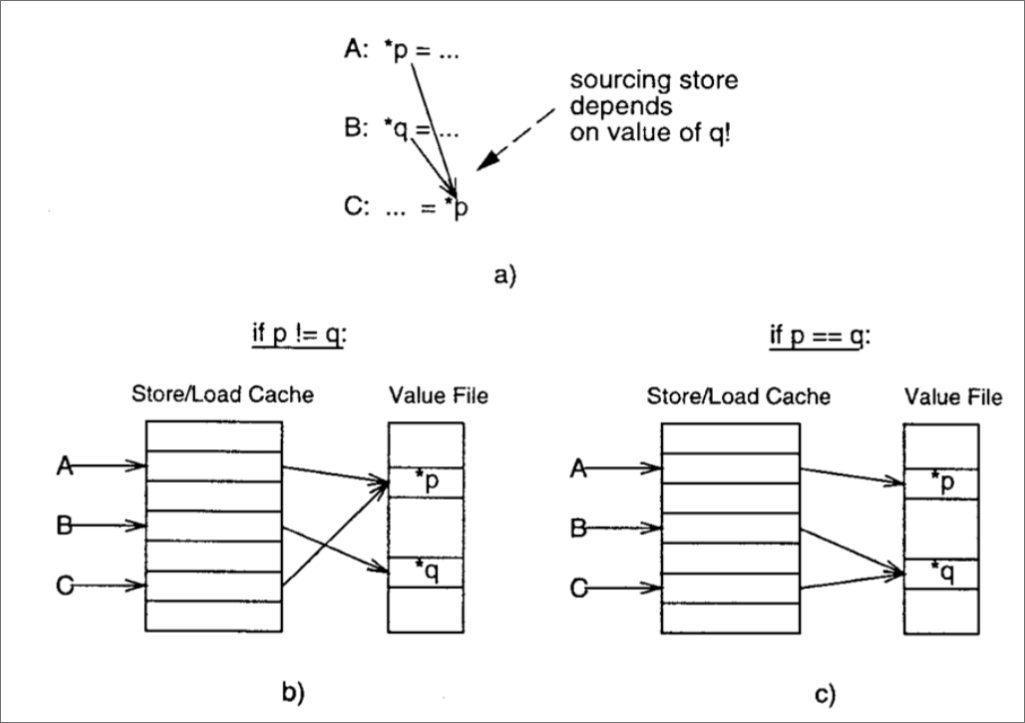 A: *p = ...
sourcing store
depends
on value of q!
B: *q = ...
C: ... = *p
a)
if p != q:
if p == q:
Store/Load Cache
Value File
Store/Load Cache
Value File
A
*p
A
*p
B
B
*q
*q
C
C
b)
c)